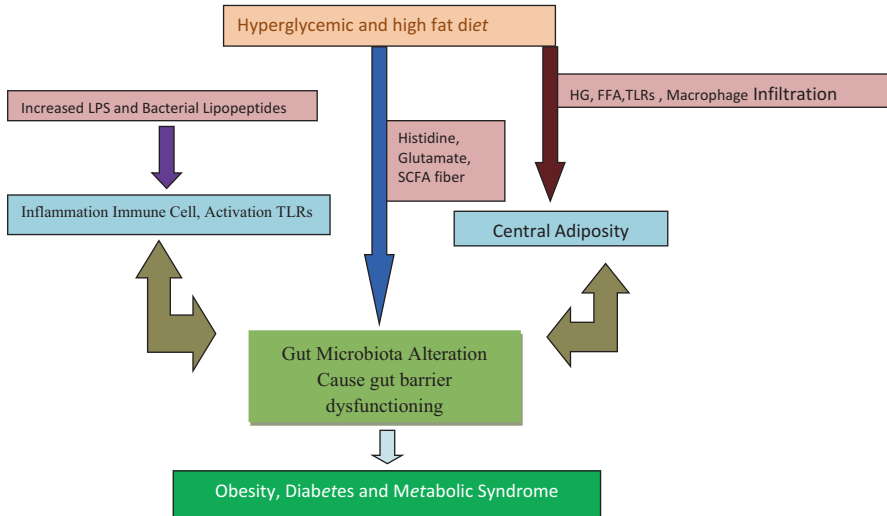 Hyperglycemic and high fat diet
HG, FFA,TLRs , Macrophage Infiltration
Increased LPS and Bacterial Lipopeptides
Histidine,
Glutamate,
SCFA fiber
Inflammation Immune Cell, Activation TLRs
Central Adiposity
Gut Microbiota Alteration
Cause gut barrier
dysfunctioning
Obesity, Diabetes and Metabolic Syndrome